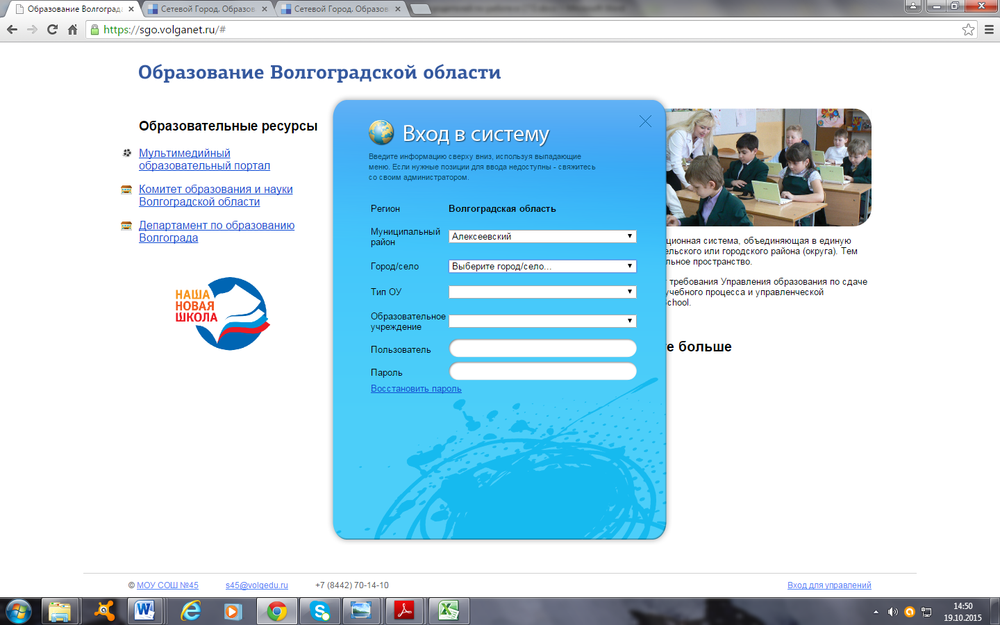 Образование Волгоград
Сетевой Город. Образов
Сетевой Город. Образов
https://sgo.volganet.ru/#
Образование Волгоградской области
Образовательные ресурсы
Мультимедийный
образовательный портал
Комитет образования и науки
Волгоградской области
Департамент по образованию
Волгограда
НАША
НОВАЯ
ШКОЛА
Вход в систему
Введите информацию сверху вниз, используя выпадающие
меню. Если нужные позиции для ввода недоступны - свяжитесь
со своим администратором.
Регион Волгоградская область
Муниципальный
район
Алексеевский
Город/село Выберите город/село...
Тип ОУ
Образовательное
учреждение
Пользователь
Пароль
Восстановить пароль
ционная система, объединяющая в единую
ельского или городского района (округа). Тем
льное пространство.
у требования Управления образования по сдаче
учебного процесса и управленческой
School.
те больше
© МОУ СОШ №45 s45@volgedu.ru +7 (8442) 70-14-10 Вход для управлений
14:50
19.10.2015